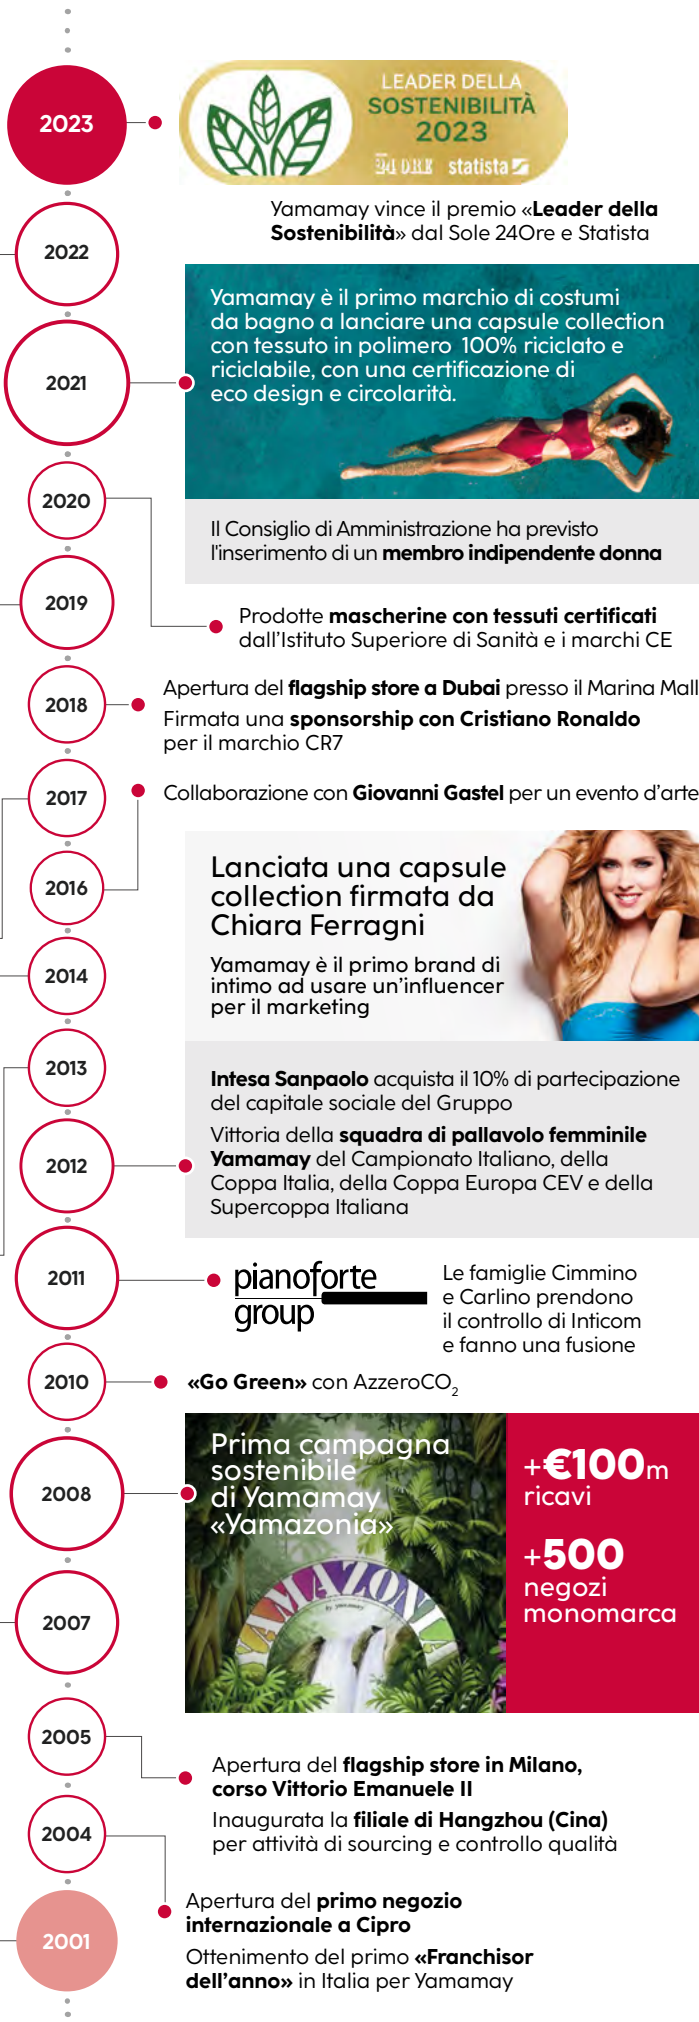 2023
LEADER DELLA
SOSTENIBILITÀ
2023
24 ORE statista
Yamamay vince il premio «Leader della
Sostenibilità» dal Sole 24Ore e Statista
2022
2021
Yamamay è il primo marchio di costumi
da bagno a lanciare una capsule collection
con tessuto in polimero 100% riciclato e
riciclabile, con una certificazione di
eco design e circolarità.
Il Consiglio di Amministrazione ha previsto
l'inserimento di un membro indipendente donna
2020
Prodotte mascherine con tessuti certificati
dall'Istituto Superiore di Sanità e i marchi CE
2019
2018
Apertura del flagship store a Dubai presso il Marina Mall
Firmata una sponsorship con Cristiano Ronaldo
per il marchio CR7
2017
2016
Collaborazione con Giovanni Gastel per un evento d'arte
2014
Lanciata una capsule
collection firmata da
Chiara Ferragni
Yamamay è il primo brand di
intimo ad usare un'influencer
per il marketing
2013
2012
Intesa Sanpaolo acquista il 10% di partecipazione
del capitale sociale del Gruppo
Vittoria della squadra di pallavolo femminile
Yamamay del Campionato Italiano, della
Coppa Italia, della Coppa Europa CEV e della
Supercoppa Italiana
2011
pianoforte
group
Le famiglie Cimmino
e Carlino prendono
il controllo di Inticom
e fanno una fusione
2010
«Go Green» con AzzeroCO2
2008
Prima campagna
sostenibile
di Yamamay
«Yamazonia»
YAMAZONIA
by yamamay
+€100m
ricavi
+500
negozi
monomarca
2007
2005
Apertura del flagship store in Milano,
corso Vittorio Emanuele II
Inaugurata la filiale di Hangzhou (Cina)
per attività di sourcing e controllo qualità
2004
Apertura del primo negozio
internazionale a Cipro
Ottenimento del primo «Franchisor
dell'anno» in Italia per Yamamay
2001